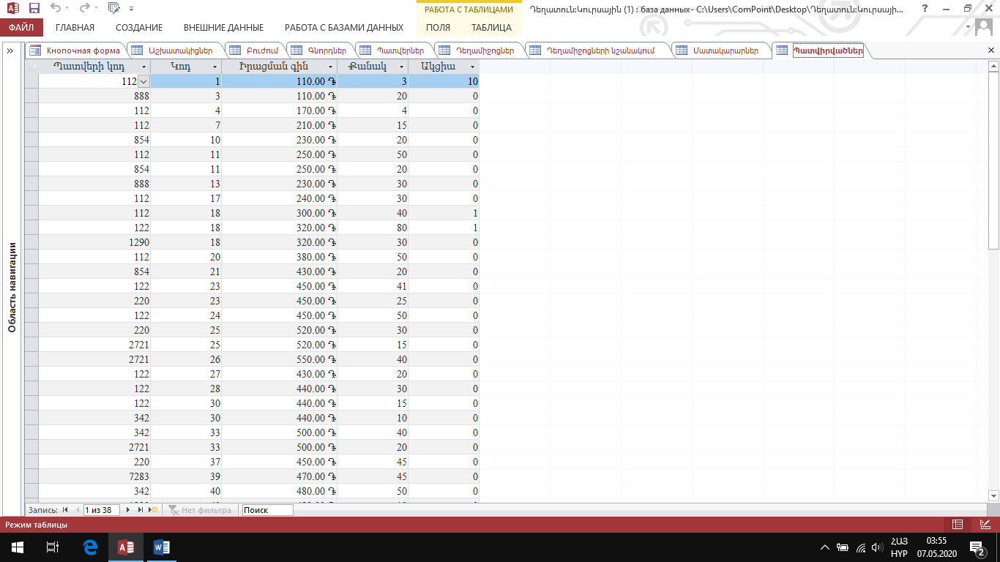 РАБОТА С ТАБЛИЦАМИ
Դեղատուն:Կուրսային (1) : база данных- C:\Users\ComPoint\Desktop\Դեղատուն:Կուրսայի...
ФАЙЛ ГЛАВНАЯ СОЗДАНИЕ ВНЕШНИЕ ДАННЫЕ РАБОТА С БАЗАМИ ДАННЫХ ПОЛЯ ТАБЛИЦА
Кнопочная форма Աշխատակիցներ Բուժում Գնորդներ Պատվերներ Դեղամիջոցներ Դեղամիջոցների նշանակում Մատակարարներ Պատվիրվածներ
Պատվերի կոդ Կոդ Իրացման գին Քանակ Ակցիա
112 1 110.00 ֏ 3 10
888 3 110.00 ֏ 20 0
112 4 170.00 ֏ 4 0
112 7 210.00 ֏ 15 0
854 10 230.00 ֏ 20 0
112 11 250.00 ֏ 50 0
854 11 250.00 ֏ 20 0
888 13 230.00 ֏ 30 0
112 17 240.00 ֏ 30 0
112 18 300.00 ֏ 40 1
122 18 320.00 ֏ 80 1
1290 18 320.00 ֏ 30 0
112 20 380.00 ֏ 50 0
854 21 430.00 ֏ 20 0
122 23 450.00 ֏ 41 0
220 23 450.00 ֏ 25 0
122 24 450.00 ֏ 50 0
220 25 520.00 ֏ 30 0
2721 25 520.00 ֏ 15 0
2721 26 550.00 ֏ 40 0
122 27 430.00 ֏ 20 0
122 28 440.00 ֏ 30 0
122 30 440.00 ֏ 15 0
342 30 440.00 ֏ 10 0
342 33 500.00 ֏ 40 0
2721 33 500.00 ֏ 20 0
220 37 450.00 ֏ 45 0
7283 39 470.00 ֏ 45 0
342 40 480.00 ֏ 50 0
Область навигации
Запись: 1 из 38 Нет фильтра Поиск
Режим таблицы
ՀԱՅ 03:55
HYP 07.05.2020 2